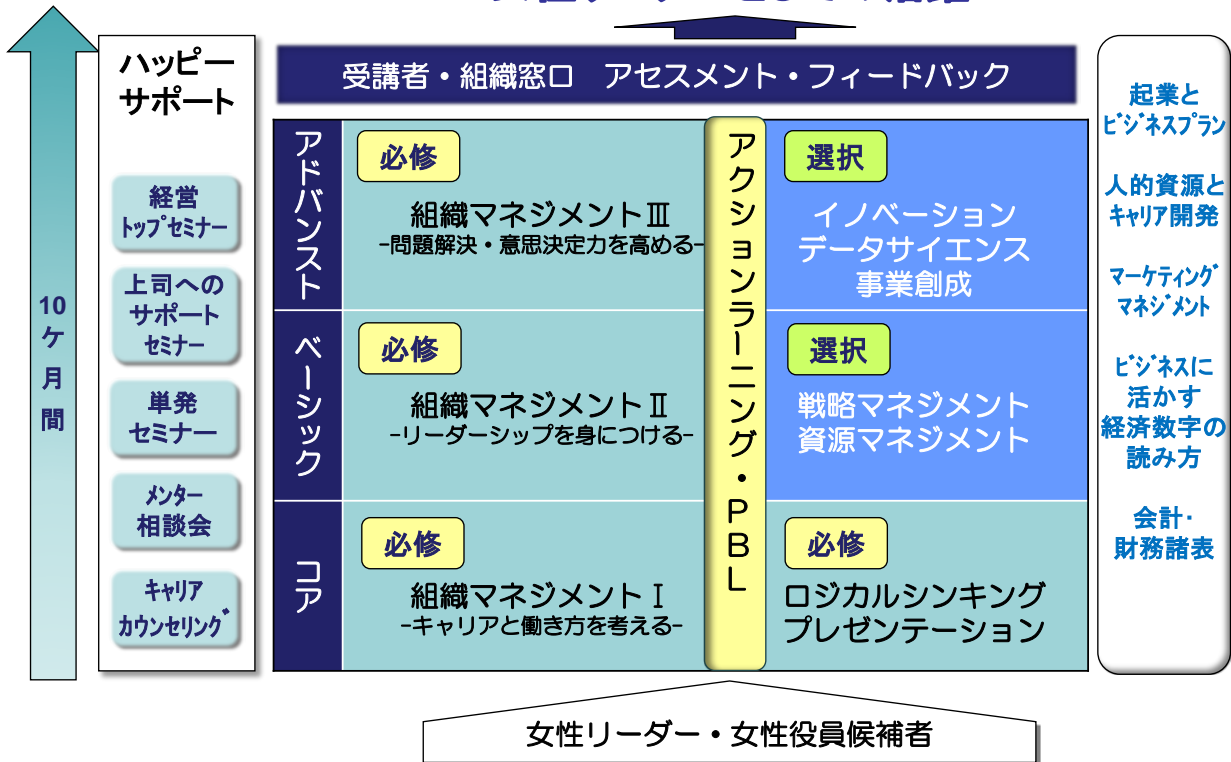 受講者・組織窓口　アセスメント・フィードバック
10
ケ
月
間
ハッピー
サポート
経営
トップセミナー
上司への
サポート
セミナー
単発
セミナー
メンター
相談会
キャリア
カウンセリング
アドバンスト
必修
組織マネジメントⅢ
-問題解決・意思決定力を高める-
選択
イノベーション
データサイエンス
事業創成
ベーシック
必修
組織マネジメントⅡ
-リーダーシップを身につける-
選択
戦略マネジメント
資源マネジメント
コア
必修
組織マネジメントⅠ
-キャリアと働き方を考える-
必修
ロジカルシンキング
プレゼンテーション
アクションラーニング・PBL
起業と
ビジネスプラン
人的資源と
キャリア開発
マーケティング
マネジメント
ビジネスに
活かす
経済数字の
読み方
会計・
財務諸表
女性リーダー・女性役員候補者